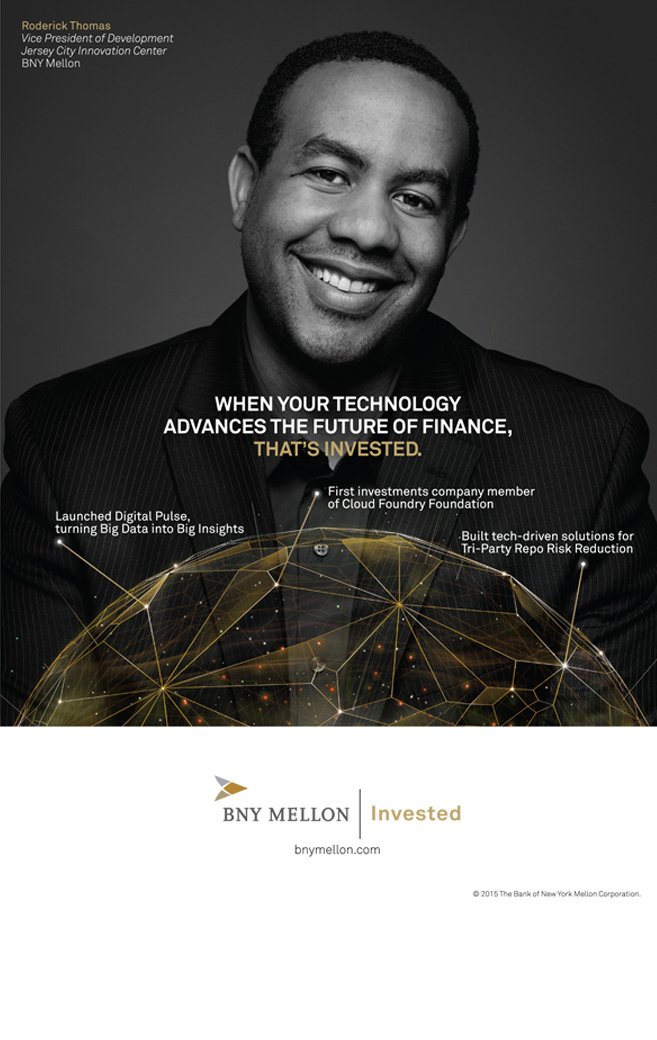 Roderick Thomas
Vice President of Development
Jersey City Innovation Center
BNY Mellon
WHEN YOUR TECHNOLOGY
ADVANCES THE FUTURE OF FINANCE,
THAT'S INVESTED.
First investments company member
of Cloud Foundry Foundation
Launched Digital Pulse,
turning Big Data into Big Insights
Built tech-driven solutions for
Tri-Party Repo Risk Reduction
BNY MELLON | Invested
bnymellon.com
© 2015 The Bank of New York Mellon Corporation.